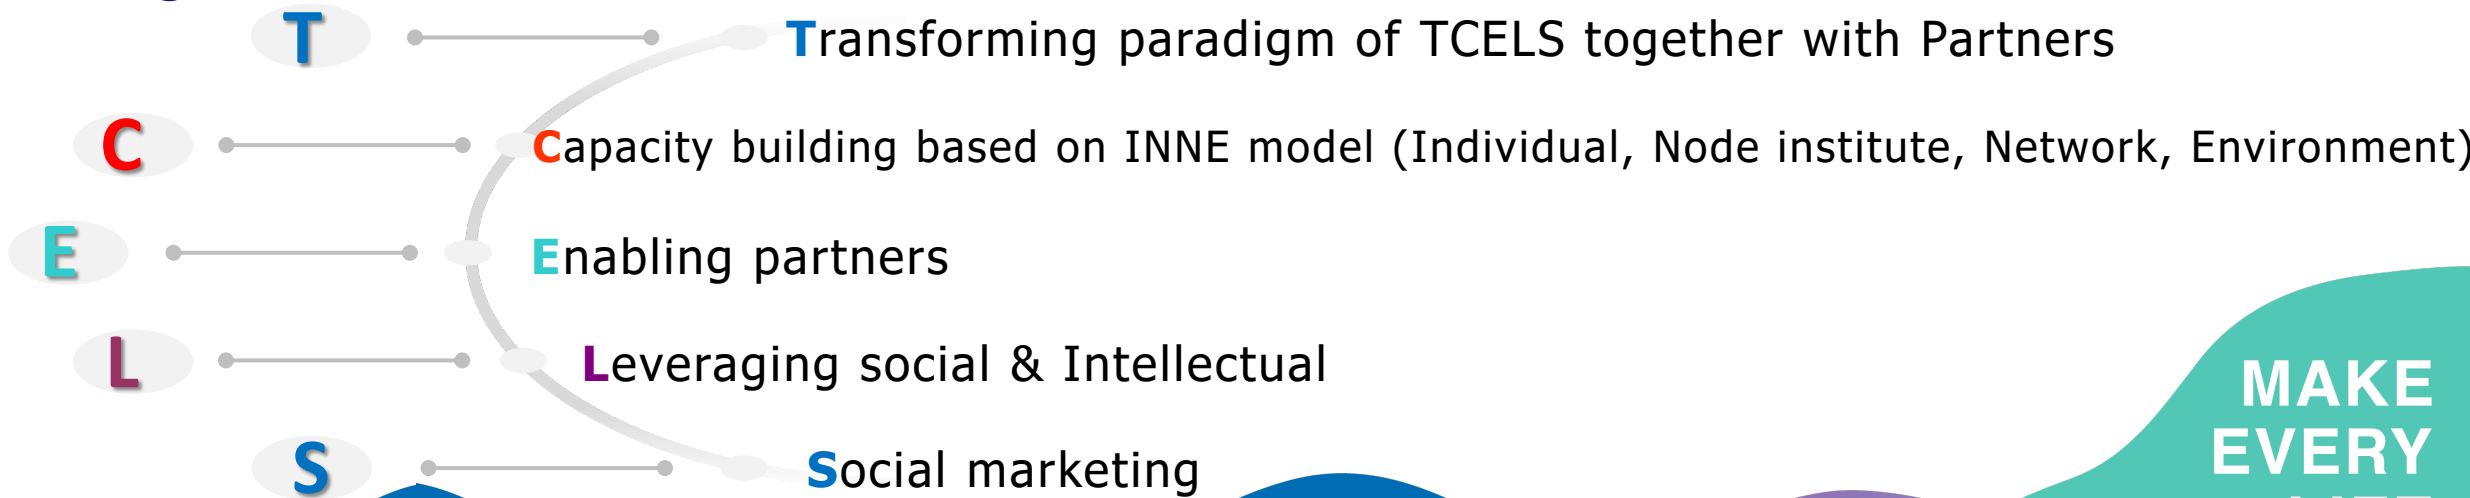 T Transforming paradigm of TCELS together with Partners
C Capacity building based on INNE model (Individual, Node institute, Network, Environment)
E Enabling partners
L Leveraging social & Intellectual
S Social marketing
MAKE
EVERY